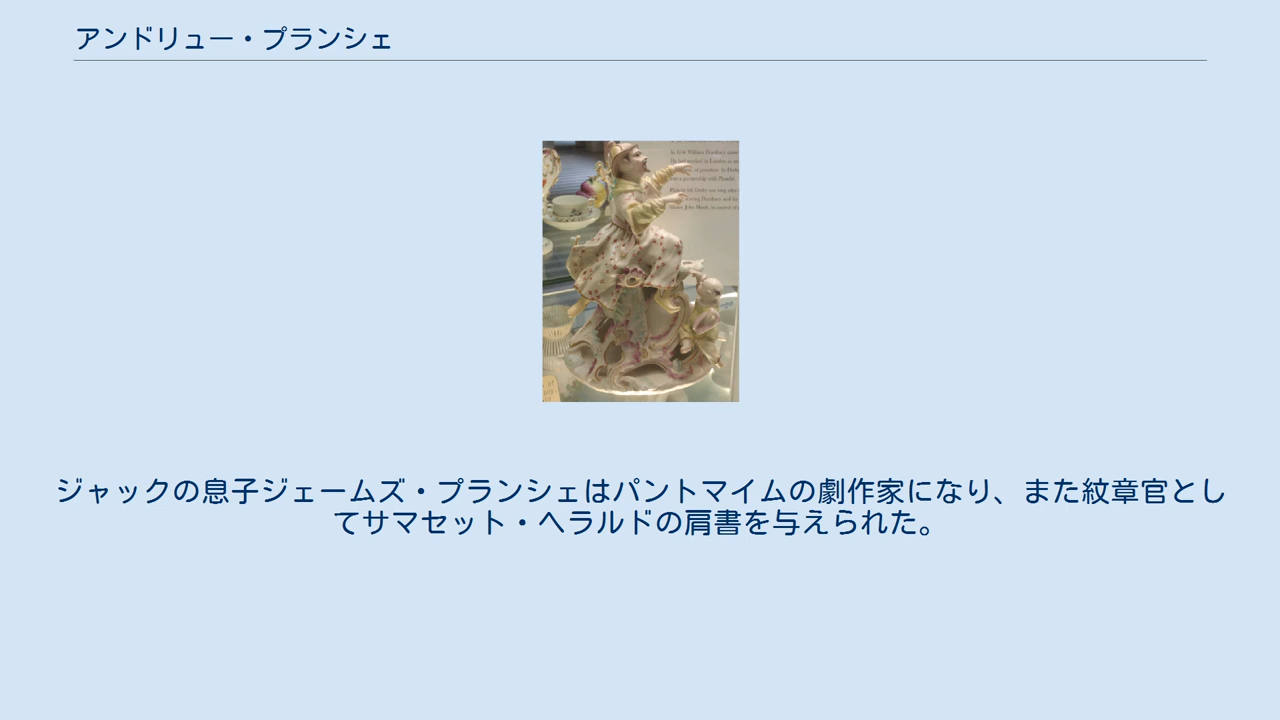 アンドリュー・プランシェ
ジャックの息子ジェームズ・プランシェはパントマイムの劇作家になり、また紋章官とし
てサマセット・ヘラルドの肩書を与えられた。